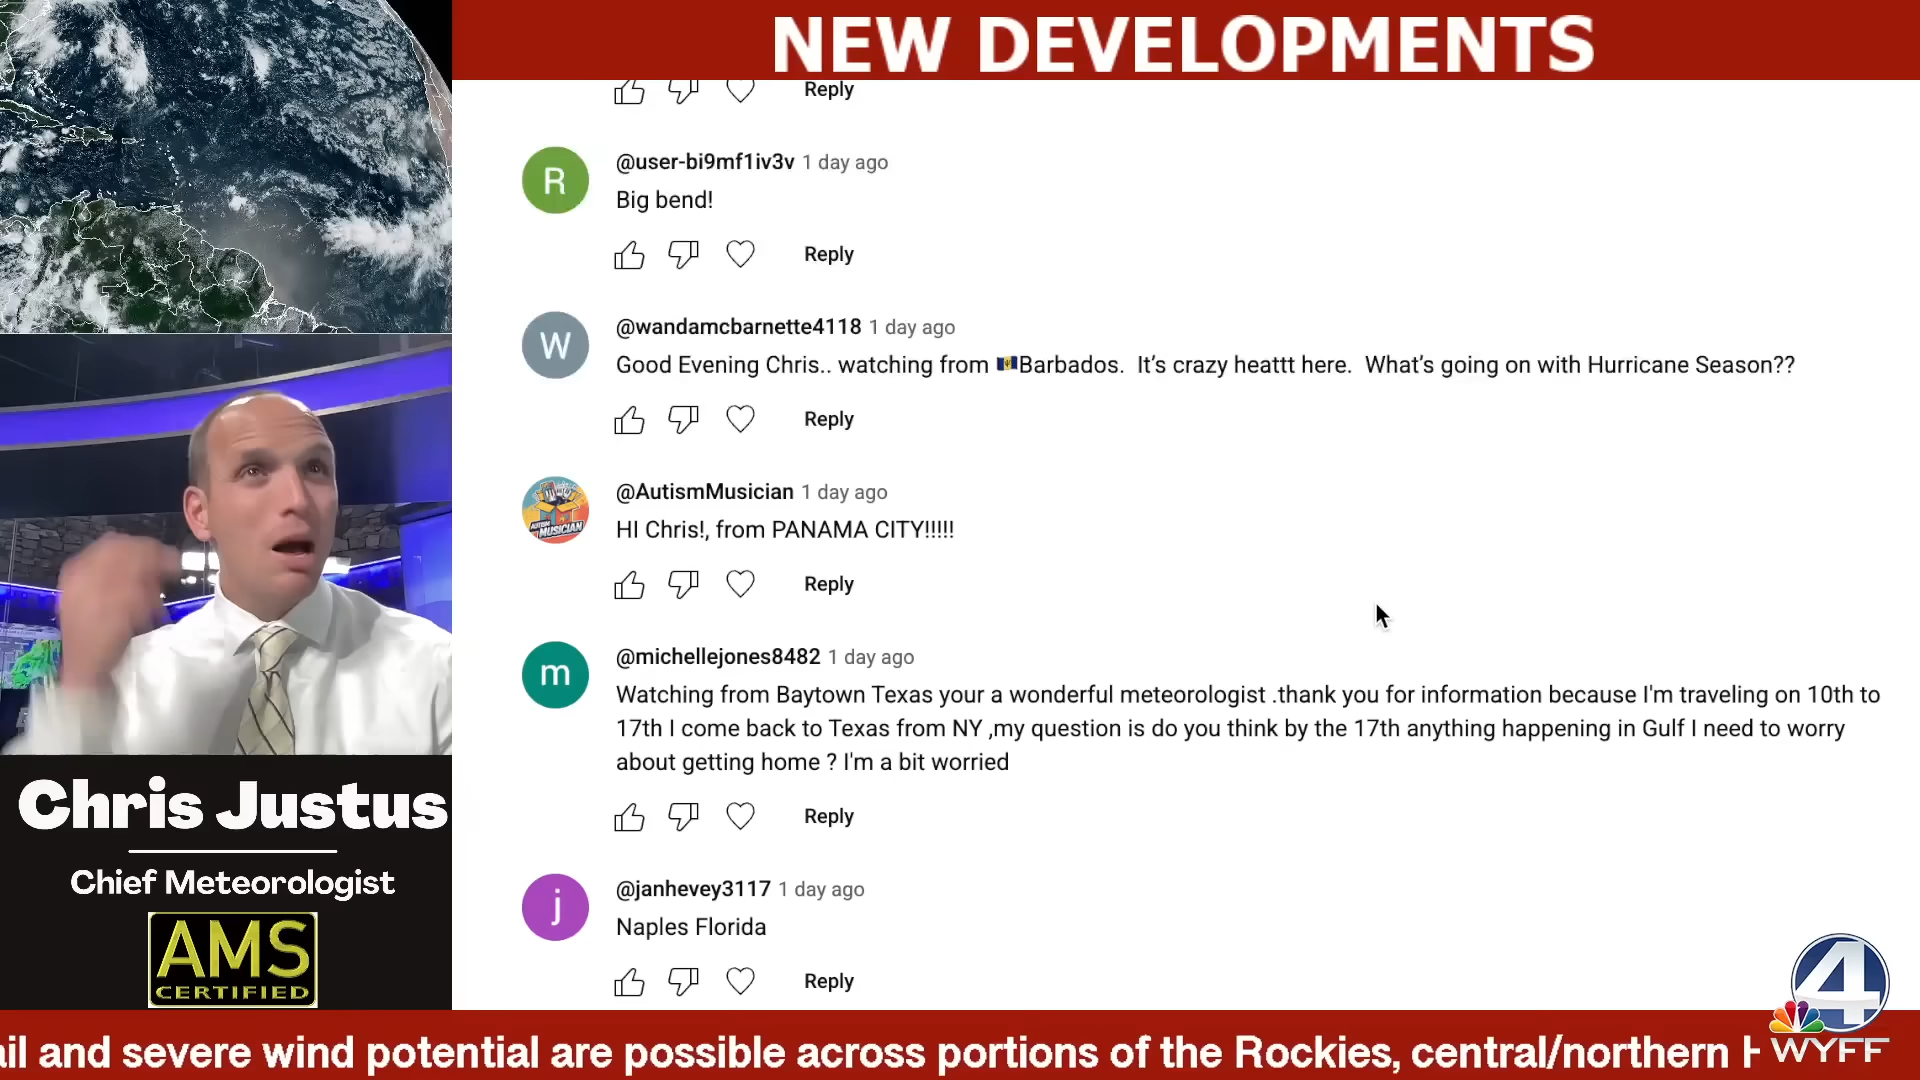 NEW DEVELOPMENTS
Reply
R
@user-bi9mf1iv3v 1 day ago
Big bend!
Reply
W
@wandamcbarnette4118 1 day ago
Good Evening Chris.. watching from 🇧🇧Barbados. It's crazy heattt here. What's going on with Hurricane Season??
Reply
AUTISM
MUSICIAN
@AutismMusician 1 day ago
HI Chris!, from PANAMA CITY!!!!!
Reply
m
@michellejones8482 1 day ago
Watching from Baytown Texas your a wonderful meteorologist .thank you for information because I'm traveling on 10th to
17th I come back to Texas from NY ,my question is do you think by the 17th anything happening in Gulf I need to worry
about getting home ? I'm a bit worried
Reply
j
@janhevey3117 1 day ago
Naples Florida
Reply
Chris Justus
Chief Meteorologist
AMS
CERTIFIED
4
WYFF
and severe wind potential are possible across portions of the Rockies, central/northern